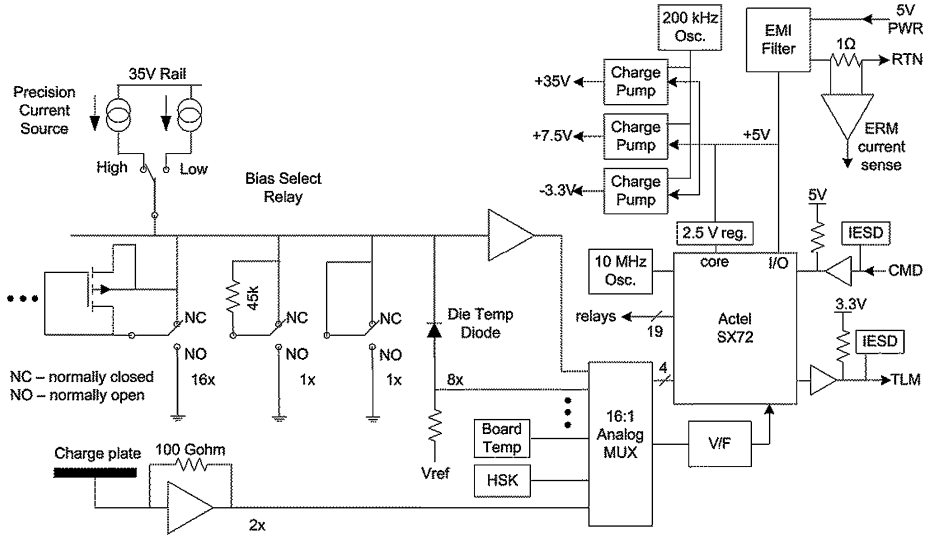 200 kHz
Osc.
EMI
Filter
5V
PWR
1Ω
RTN
ERM
current
sense
35V Rail
Precision
Current
Source
High
Low
Bias Select
Relay
+35V
Charge
Pump
+7.5V
Charge
Pump
+5V
-3.3V
Charge
Pump
2.5 V reg.
5V
IESD
CMD
10 MHz
Osc.
core
I/O
Actel
SX72
relays
19
3.3V
IESD
TLM
45k
NC
NC
NC
NO
NO
NO
16x
1x
1x
Die Temp
Diode
8x
4
NC – normally closed
NO – normally open
16:1
Analog
MUX
V/F
Board
Temp
HSK
Vref
Charge plate
100 Gohm
2x